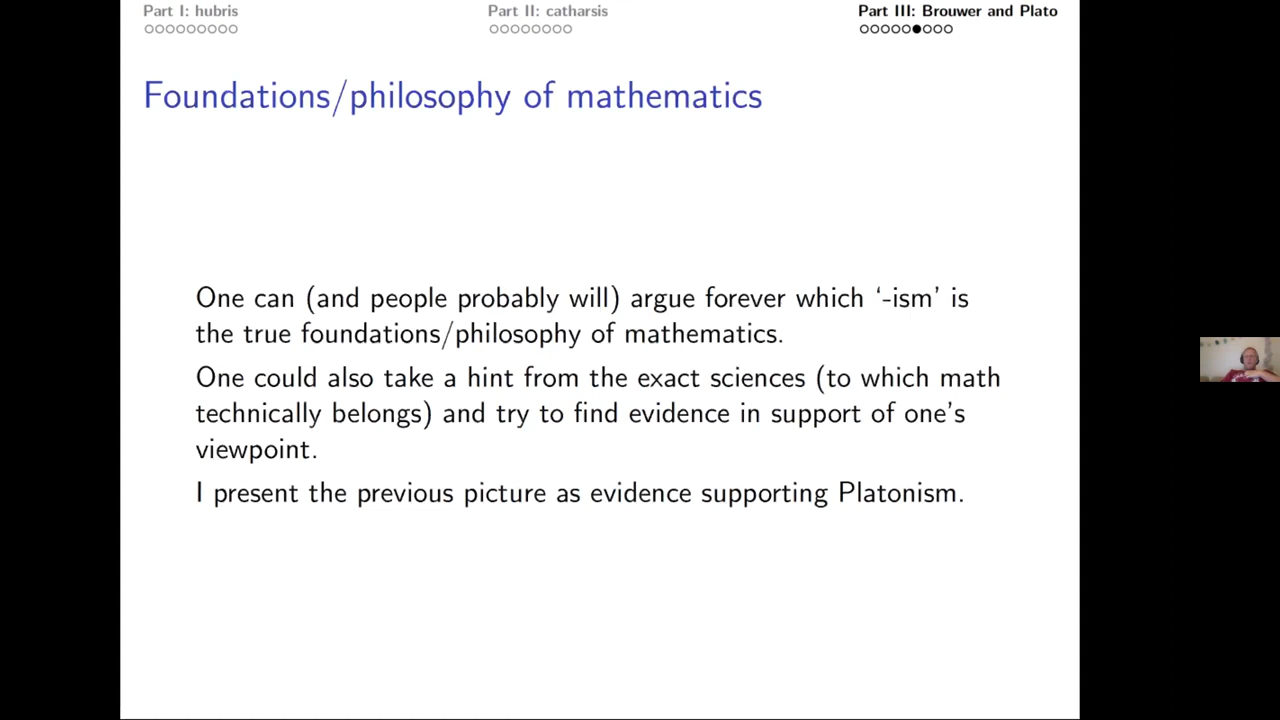 Part I: hubris
Part II: catharsis
Part III: Brouwer and Plato
Foundations/philosophy of mathematics
One can (and people probably will) argue forever which ‘-ism’ is
the true foundations/philosophy of mathematics.
One could also take a hint from the exact sciences (to which math
technically belongs) and try to find evidence in support of one’s
viewpoint.
I present the previous picture as evidence supporting Platonism.